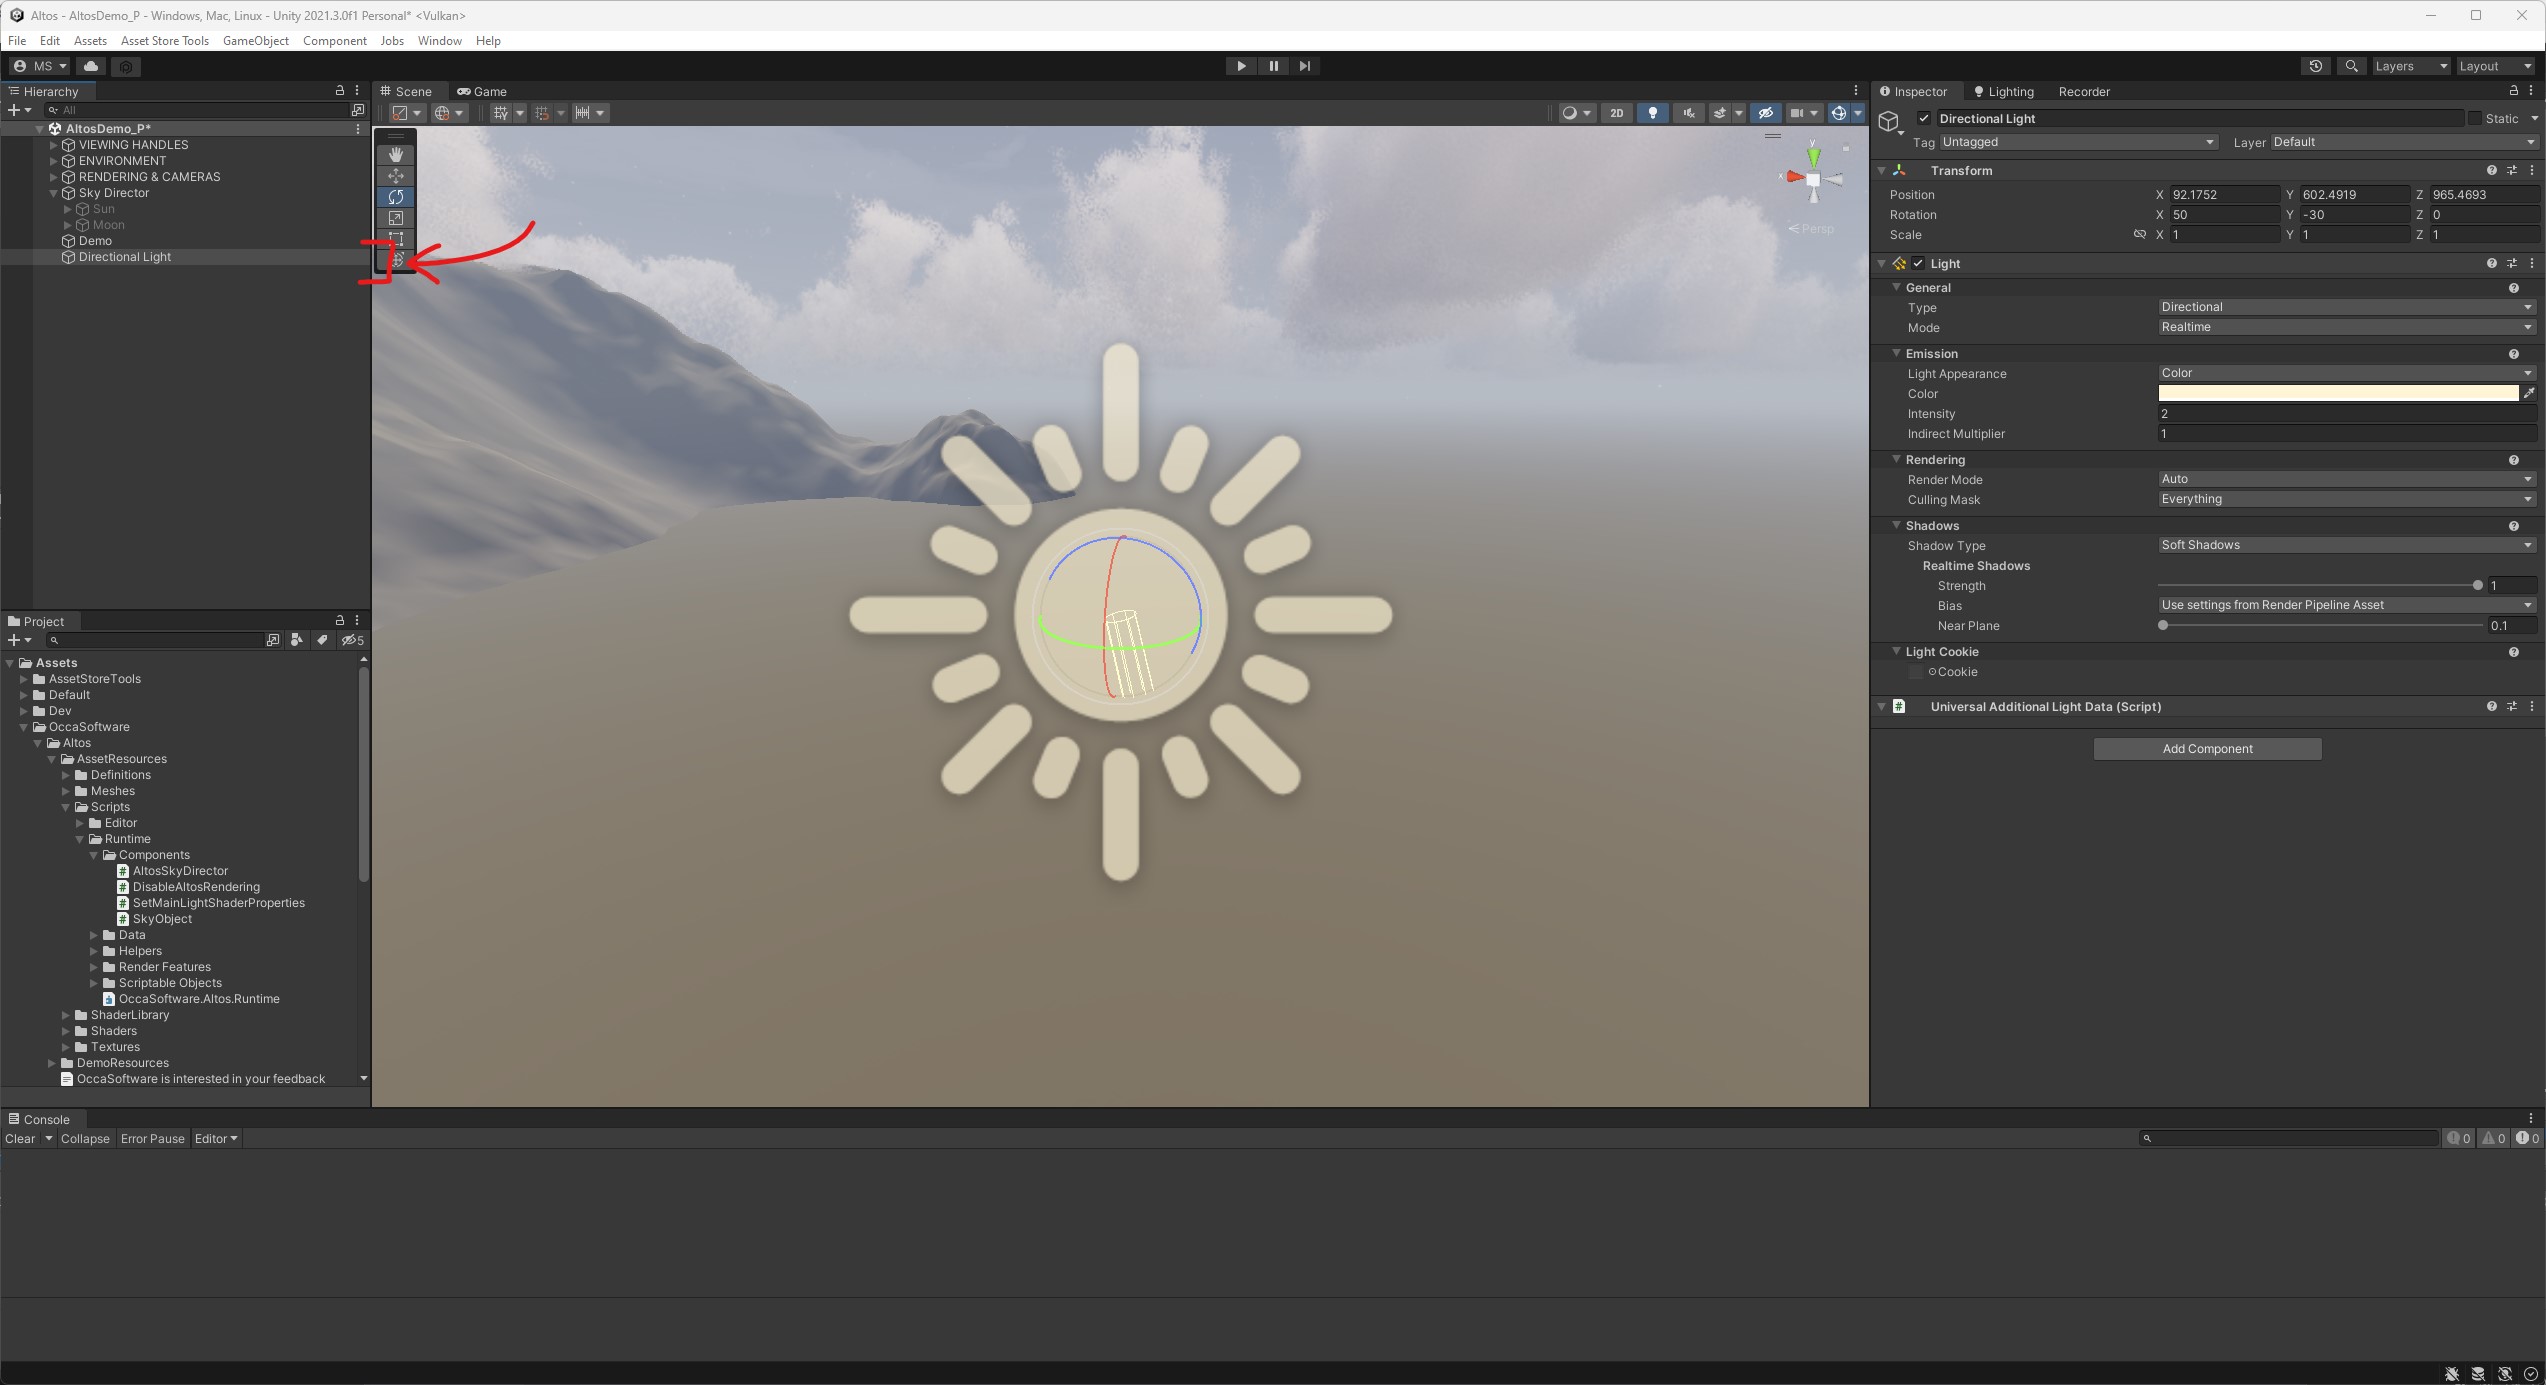 Altos - AltosDemo_P - Windows, Mac, Linux - Unity 2021.3.0f1 Personal* <Vulkan>
File Edit Assets Asset Store Tools GameObject Component Jobs Window Help
MS
Layers Layout
Hierarchy
All
AltosDemo_P*
VIEWING HANDLES
ENVIRONMENT
RENDERING & CAMERAS
Sky Director
Sun
Moon
Demo
Directional Light
Project
5
Assets
AssetStoreTools
Default
Dev
OccaSoftware
Altos
AssetResources
Definitions
Meshes
Scripts
Editor
Runtime
Components
AltosSkyDirector
DisableAltosRendering
SetMainLightShaderProperties
SkyObject
Data
Helpers
Render Features
Scriptable Objects
OccaSoftware.Altos.Runtime
ShaderLibrary
Shaders
Textures
DemoResources
OccaSoftware is interested in your feedback
Scene Game
2D
y
x
Persp
Inspector Lighting Recorder
Directional Light Static
Tag Untagged Layer Default
Transform
Position X 92.1752 Y 602.4919 Z 965.4693
Rotation X 50 Y -30 Z 0
Scale X 1 Y 1 Z 1
Light
General
Type Directional
Mode Realtime
Emission
Light Appearance Color
Color
Intensity 2
Indirect Multiplier 1
Rendering
Render Mode Auto
Culling Mask Everything
Shadows
Shadow Type Soft Shadows
Realtime Shadows
Strength 1
Bias Use settings from Render Pipeline Asset
Near Plane 0.1
Light Cookie
Cookie
Universal Additional Light Data (Script)
Add Component
Console
Clear Collapse Error Pause Editor
0 0 0